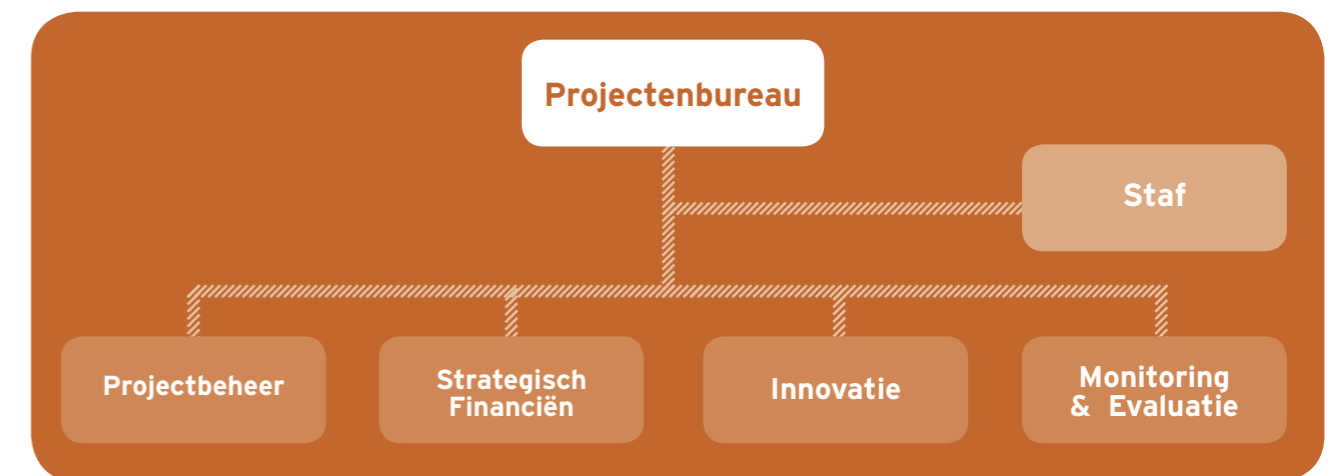 Projectenbureau
Staf
Projectbeheer
Strategisch
Financiën
Innovatie
Monitoring
& Evaluatie